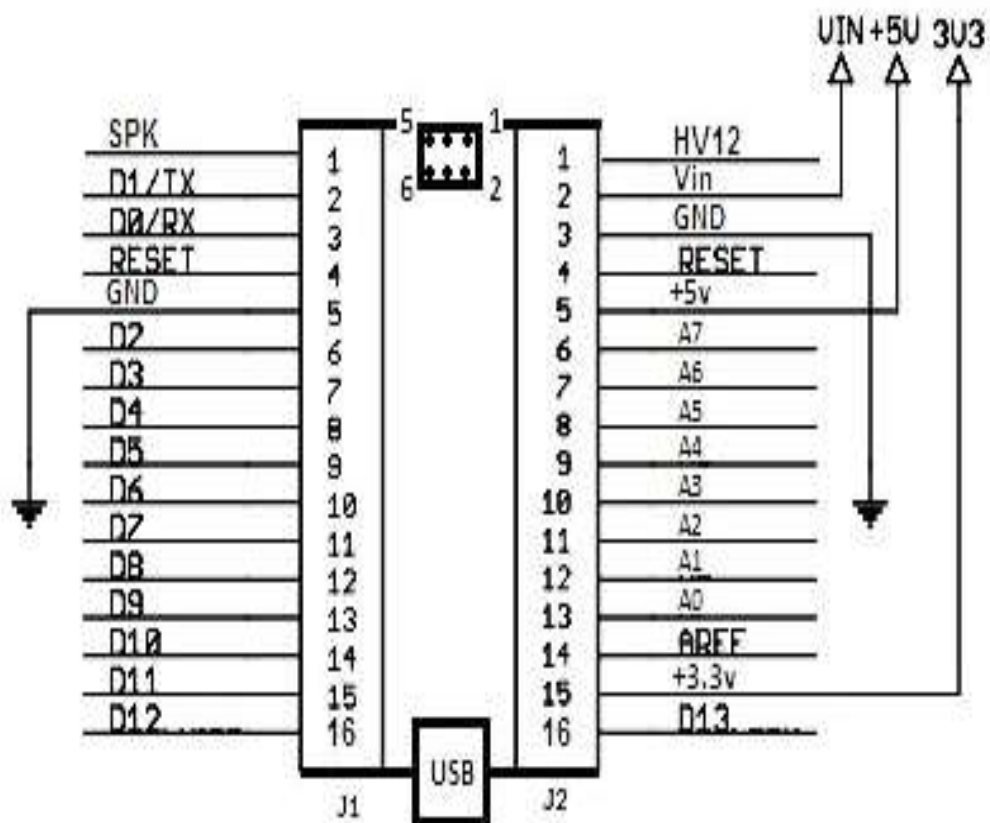 VIN +5V 3V3
5 1
6 2
SPK 1 1 HV12
D1/TX 2 2 Vin
D0/RX 3 3 GND
RESET 4 4 RESET
GND 5 5 +5v
D2 6 6 A7
D3 7 7 A6
D4 8 8 A5
D5 9 9 A4
D6 10 10 A3
D7 11 11 A2
D8 12 12 A1
D9 13 13 A0
D10 14 14 AREF
D11 15 15 +3.3v
D12 16 16 D13
USB
J1 J2